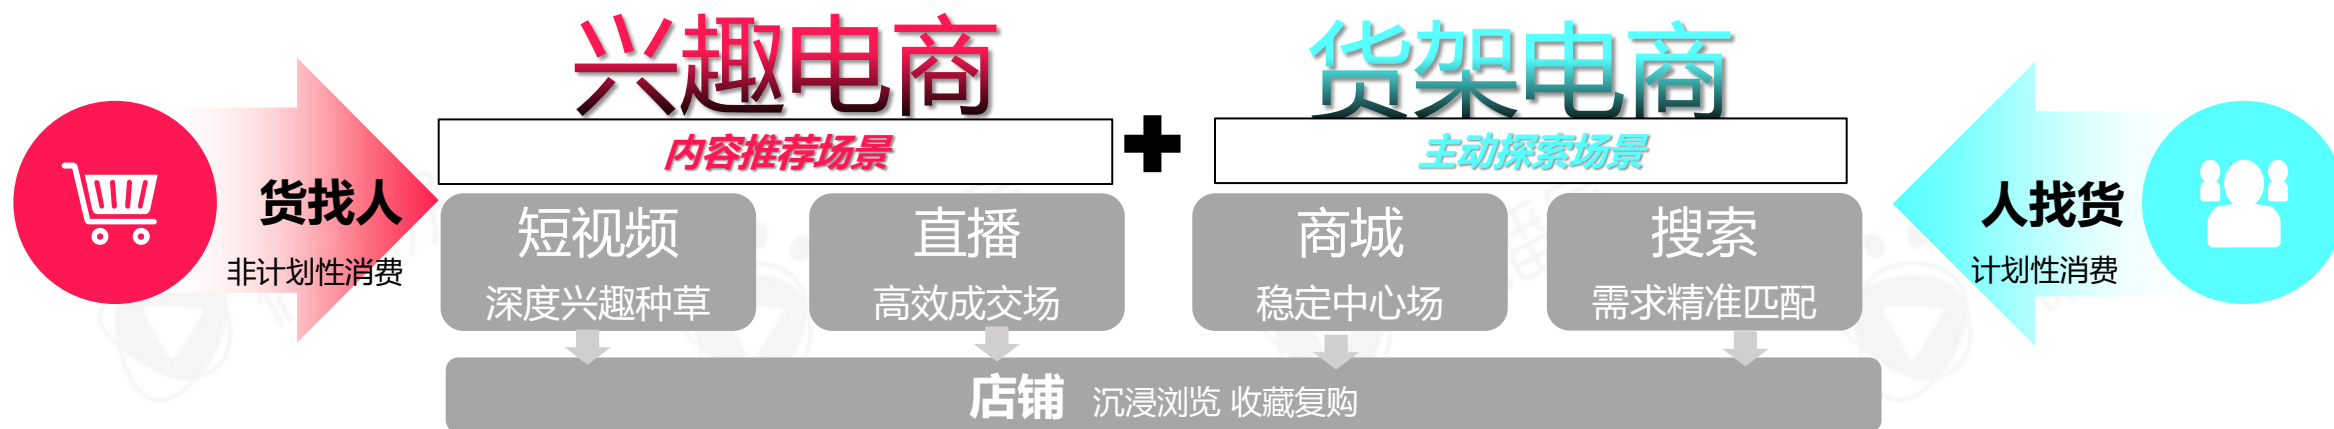 兴趣电商
货架电商
内容推荐场景
主动探索场景
货找人
非计划性消费
短视频
深度兴趣种草
直播
高效成交场
商城
稳定中心场
搜索
需求精准匹配
人找货
计划性消费
店铺 沉浸浏览 收藏复购